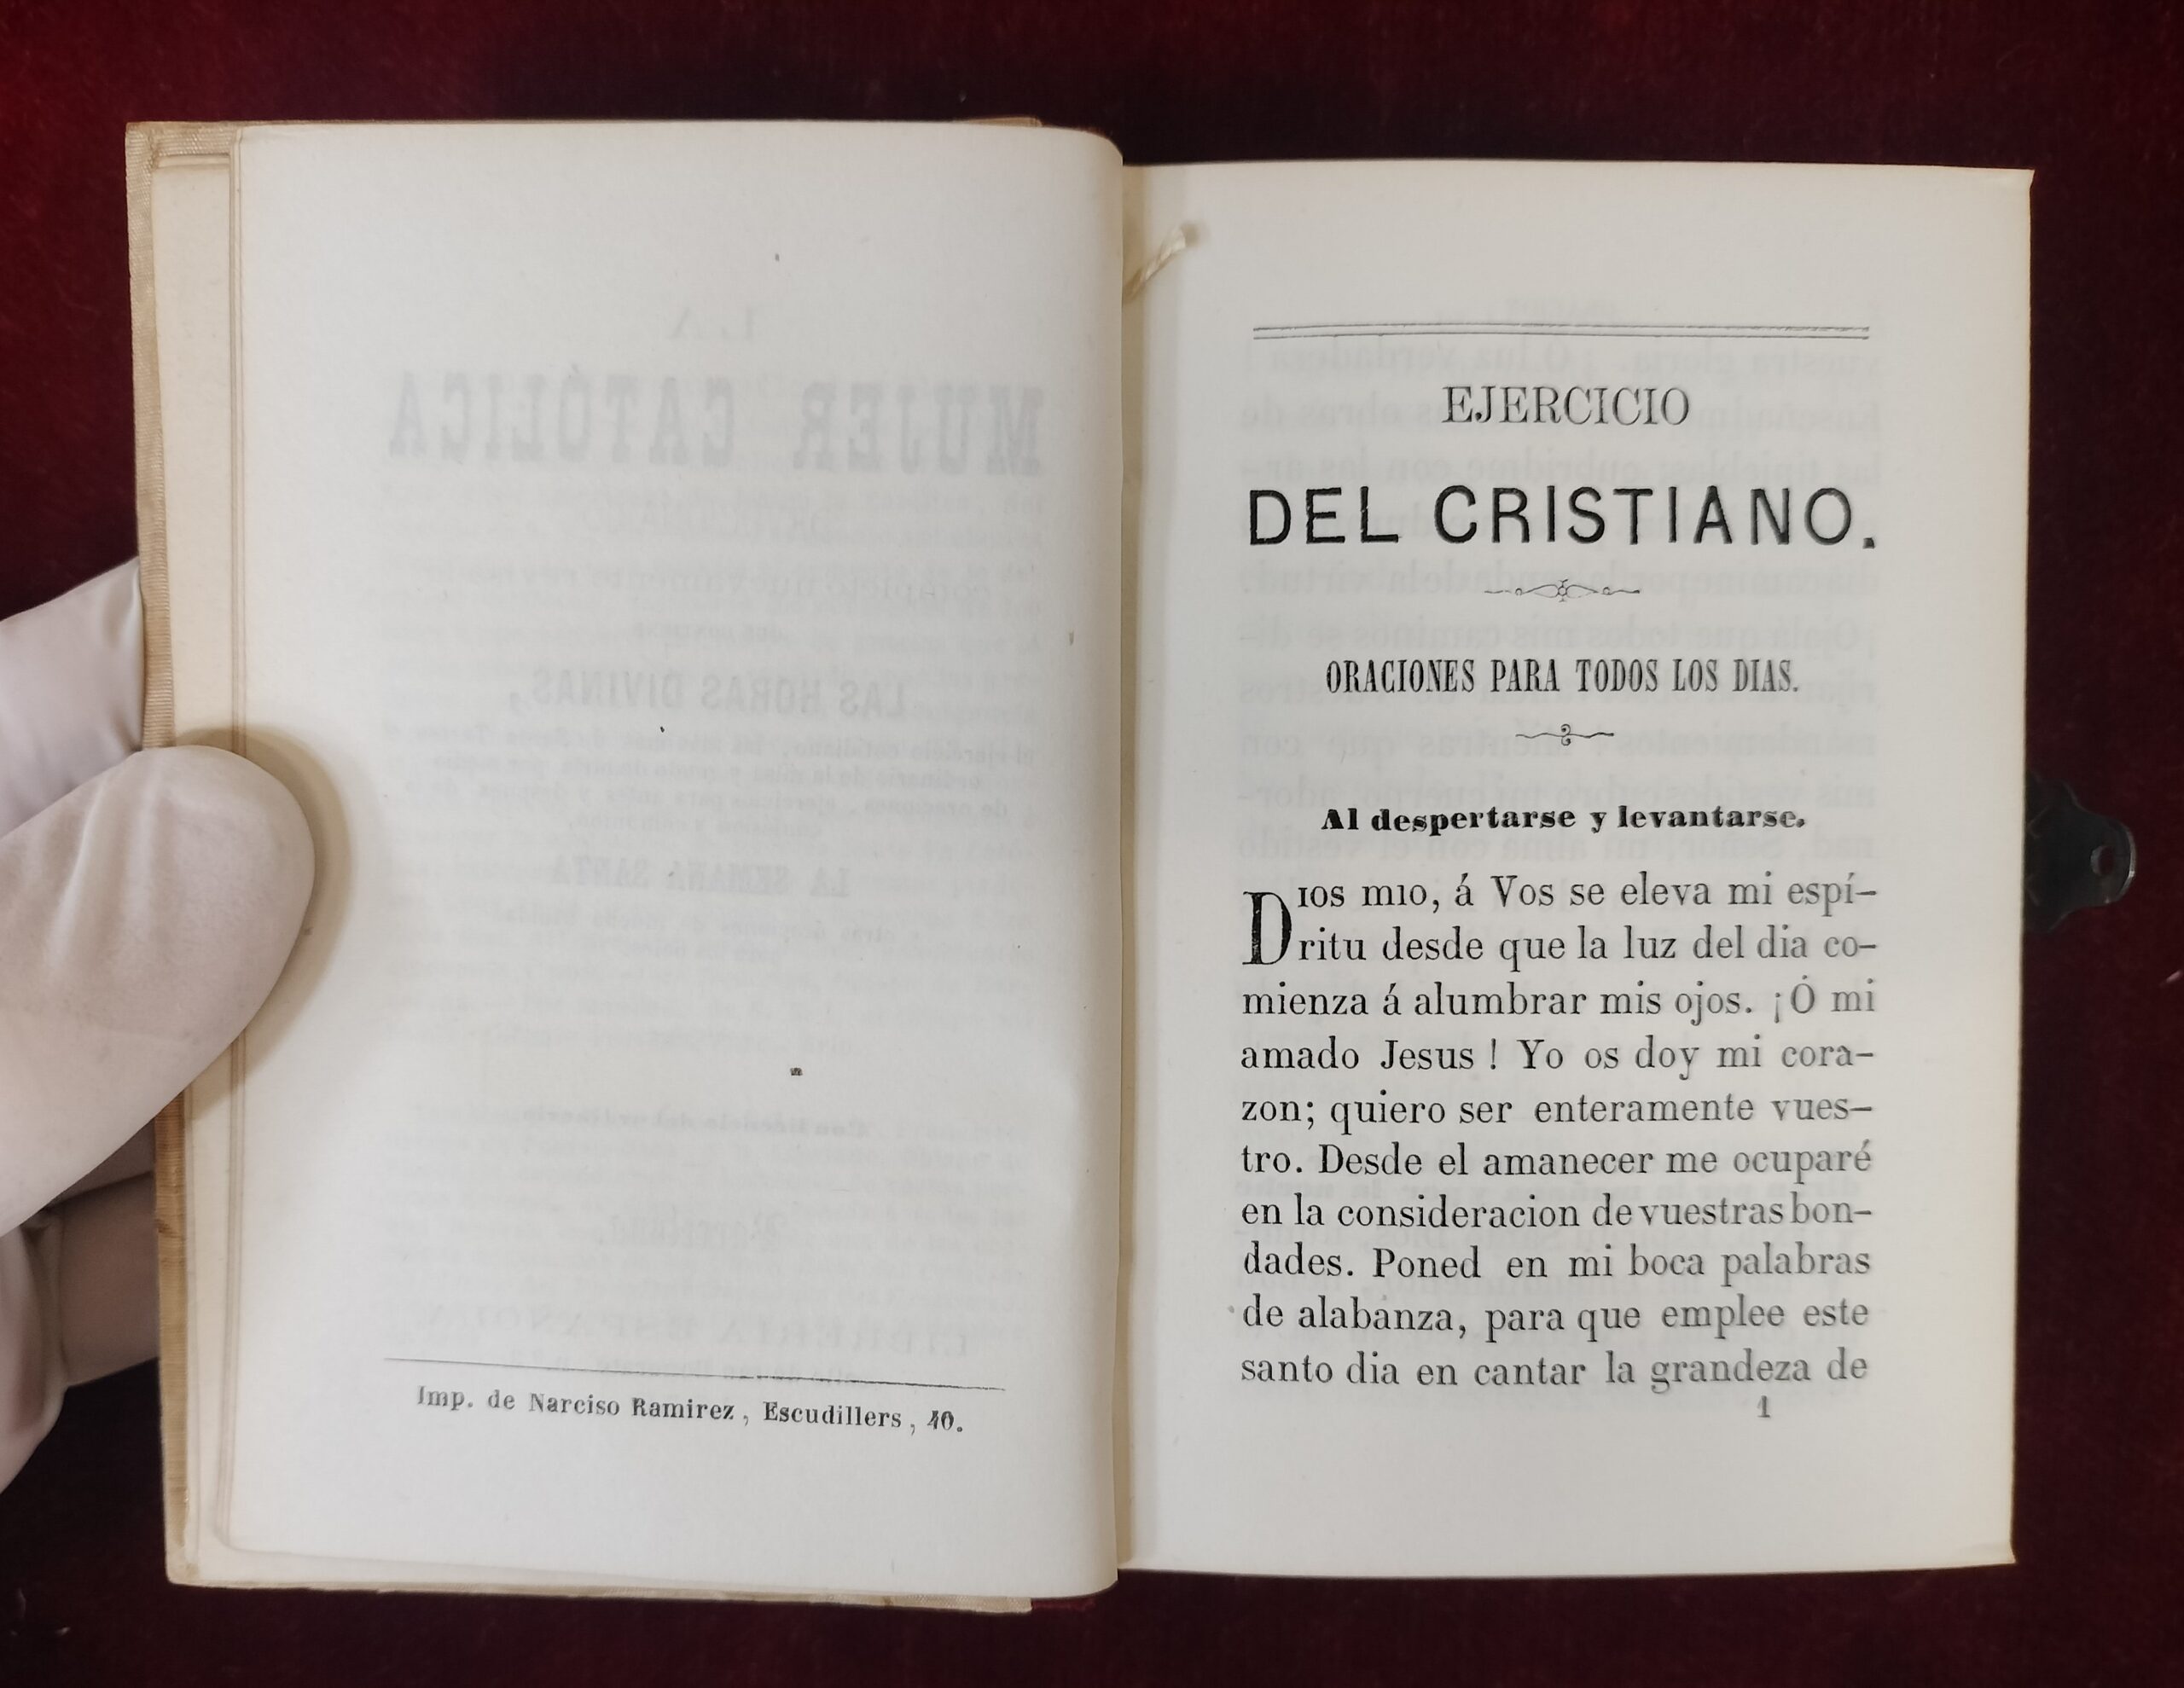 Imp. de Narciso Ramirez, Escudillers, 40.
EJERCICIO
DEL CRISTIANO.
ORACIONES PARA TODOS LOS DIAS.
Al despertarse y levantarse.
DIOS MIO, á Vos se eleva mi espí-
ritu desde que la luz del dia co-
mienza á alumbrar mis ojos. ¡Ó mi
amado Jesus! Yo os doy mi cora-
zon; quiero ser enteramente vues-
tro. Desde el amanecer me ocuparé
en la consideracion de vuestras bon-
dades. Poned en mi boca palabras
de alabanza, para que emplee este
santo dia en cantar la grandeza de
1